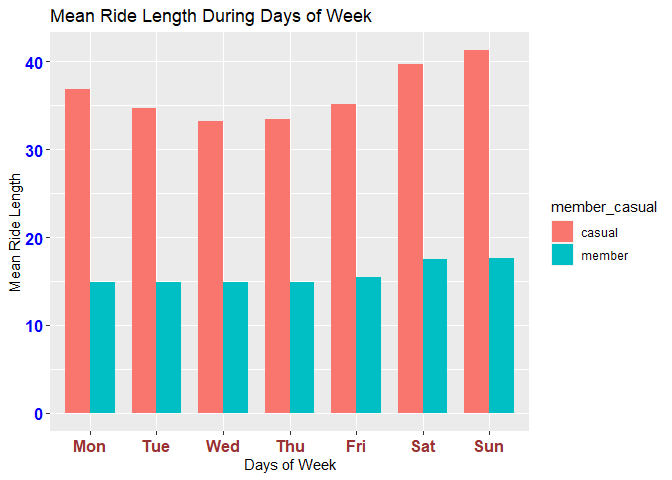 Mean Ride Length During Days of Week
Mean Ride Length
40
30
20
10
0
Mon Tue Wed Thu Fri Sat Sun
Days of Week
member_casual
casual
member